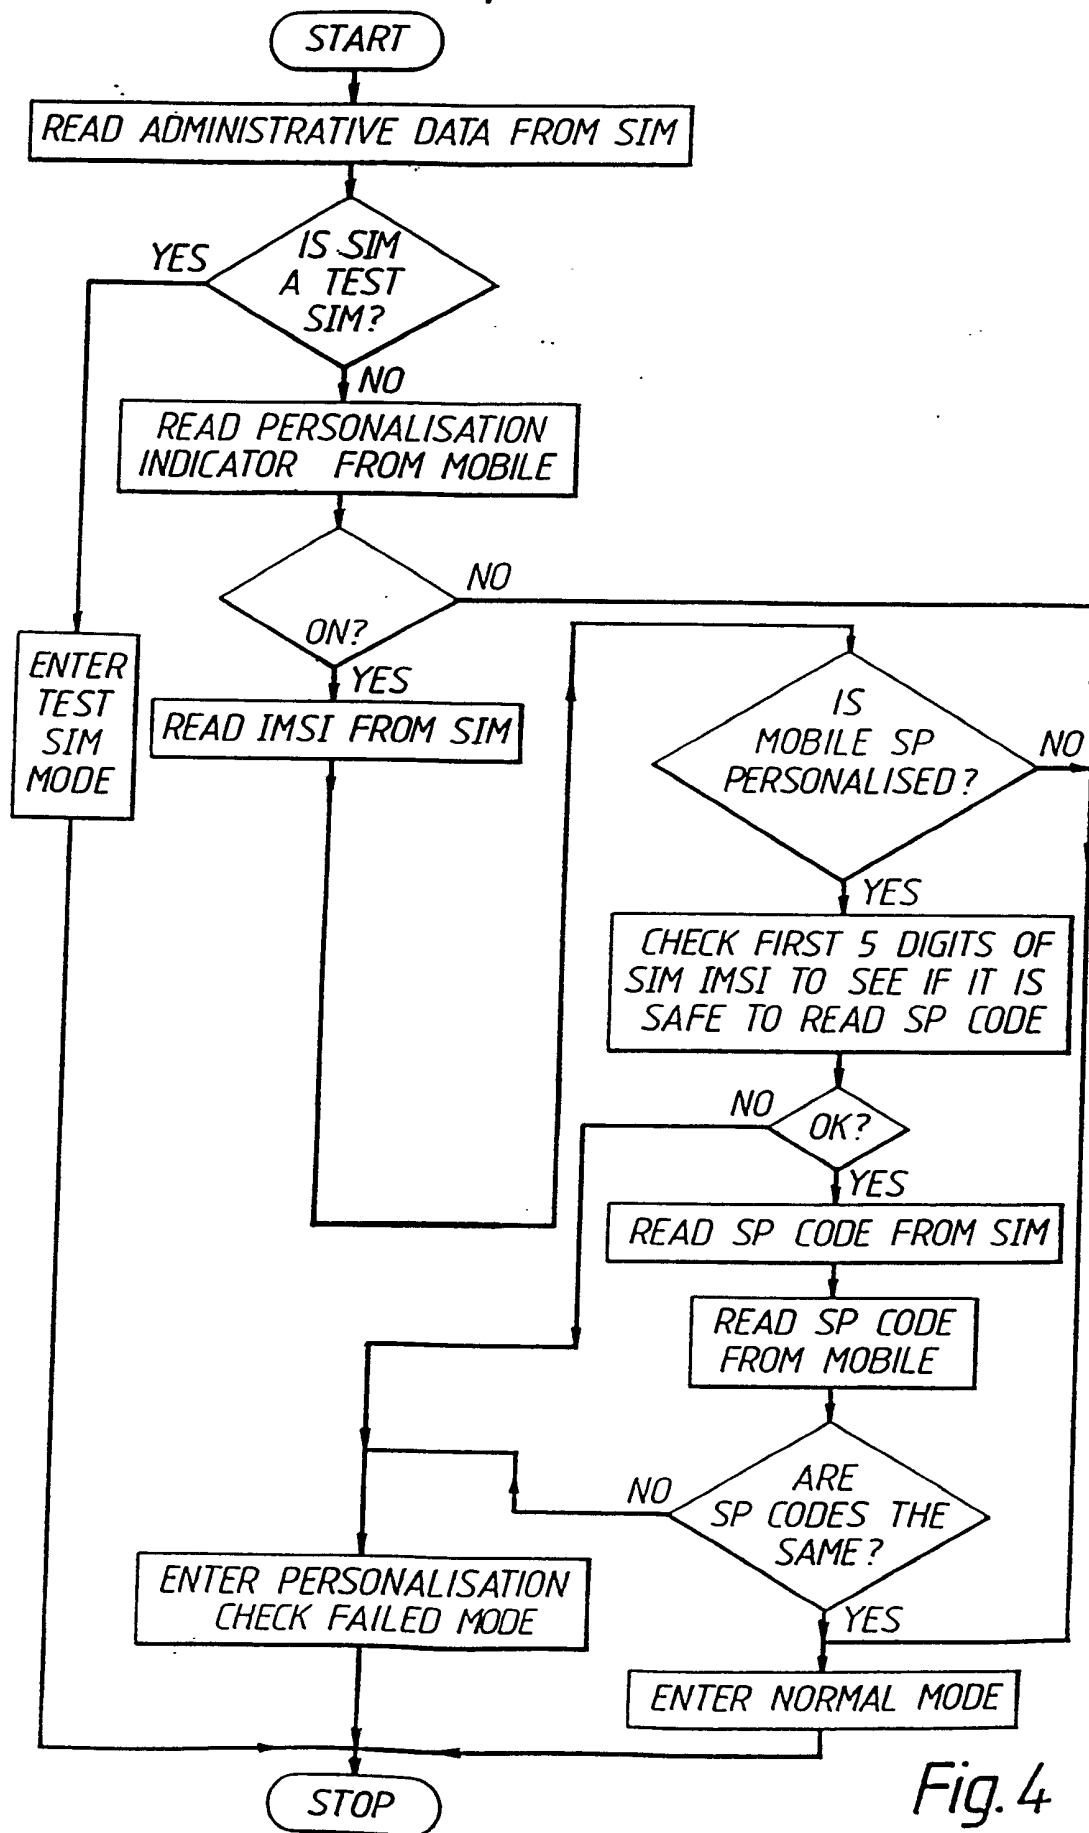 START
READ ADMINISTRATIVE DATA FROM SIM
IS SIM
A TEST
SIM?
YES
NO
READ PERSONALISATION
INDICATOR FROM MOBILE
ON?
NO
YES
ENTER
TEST
SIM
MODE
READ IMSI FROM SIM
IS
MOBILE SP
PERSONALISED?
NO
YES
CHECK FIRST 5 DIGITS OF
SIM IMSI TO SEE IF IT IS
SAFE TO READ SP CODE
OK?
NO
YES
READ SP CODE FROM SIM
READ SP CODE
FROM MOBILE
ARE
SP CODES THE
SAME?
NO
YES
ENTER PERSONALISATION
CHECK FAILED MODE
ENTER NORMAL MODE
STOP
Fig. 4